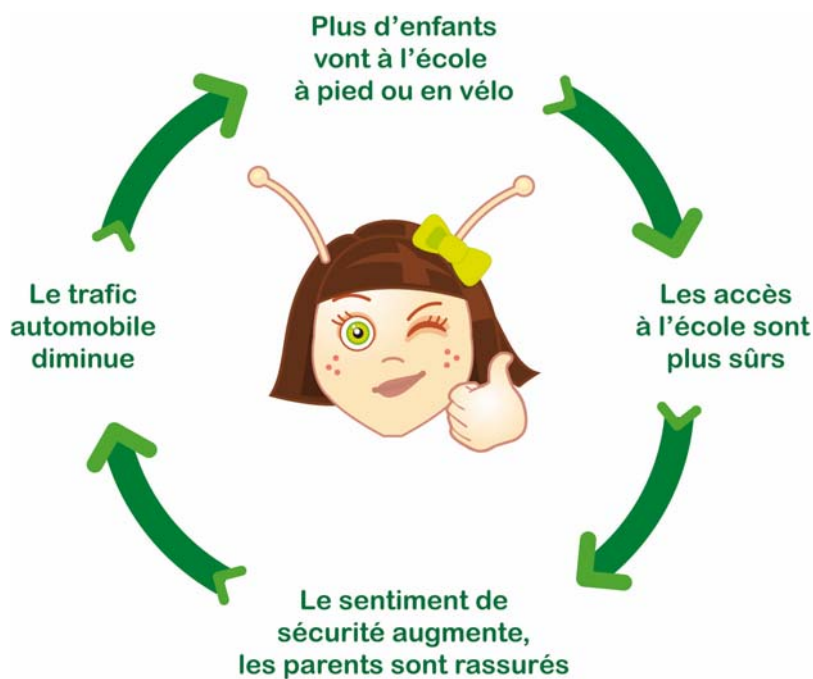 Plus d’enfants
vont à l’école
à pied ou en vélo
Les accès
à l’école sont
plus sûrs
Le sentiment de
sécurité augmente,
les parents sont rassurés
Le trafic
automobile
diminue